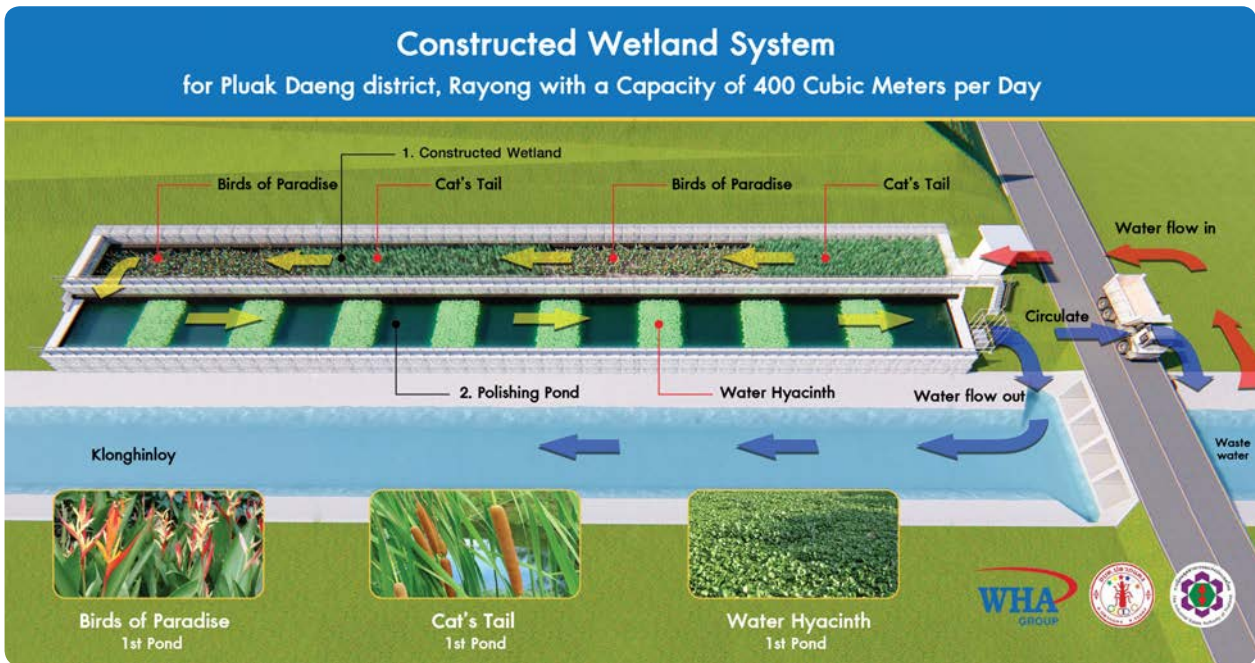 Constructed Wetland System
for Pluak Daeng district, Rayong with a Capacity of 400 Cubic Meters per Day
1. Constructed Wetland
Birds of Paradise
Cat's Tail
Birds of Paradise
Cat's Tail
Water flow in
Circulate
2. Polishing Pond
Water Hyacinth
Water flow out
Klonghinloy
Waste
water
Birds of Paradise
1st Pond
Cat's Tail
1st Pond
Water Hyacinth
1st Pond
WHA
GROUP